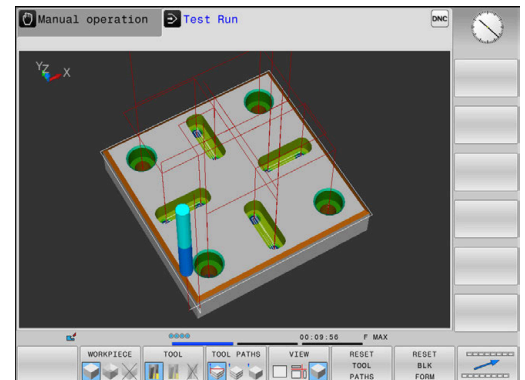 Manual operation
Test Run
DNC
YZ X
00:09:56 F MAX
WORKPIECE
TOOL
TOOL PATHS
VIEW
RESET
TOOL
PATHS
RESET
BLK
FORM